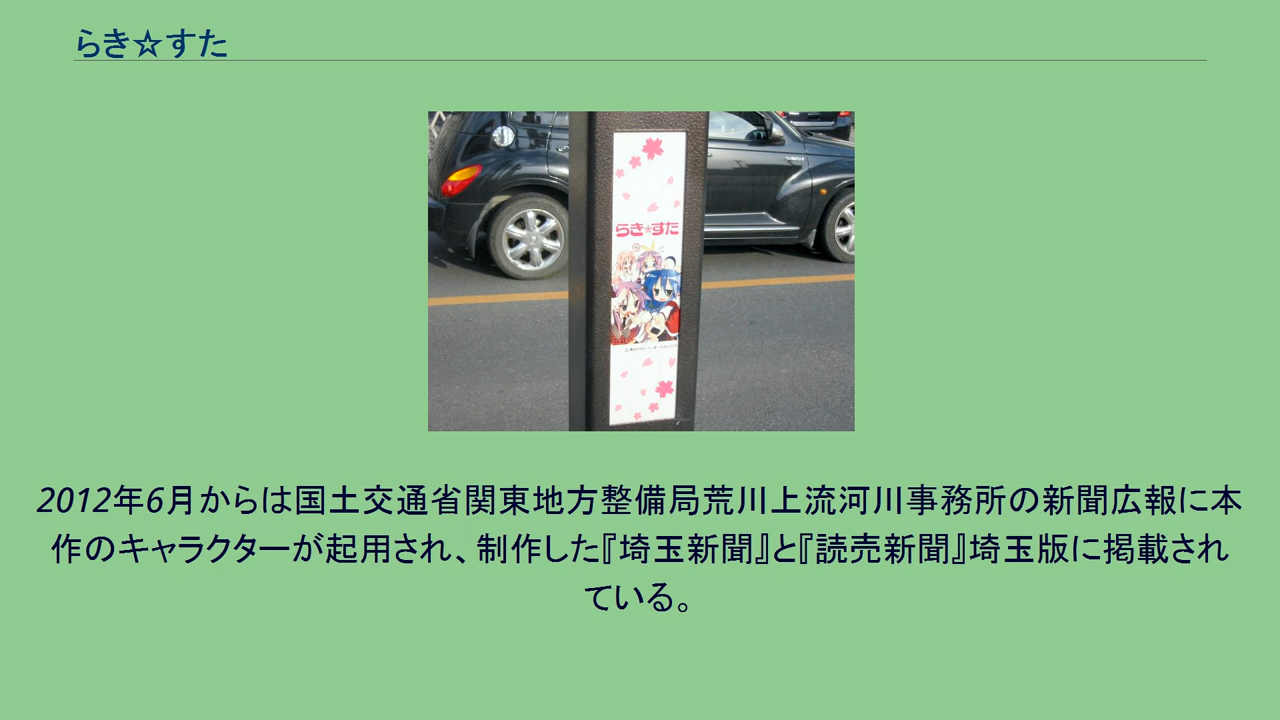 らき☆すた
らき☆すた
2012年6月からは国土交通省関東地方整備局荒川上流河川事務所の新聞広報に本
作のキャラクターが起用され、制作した『埼玉新聞』と『読売新聞』埼玉版に掲載され
ている。